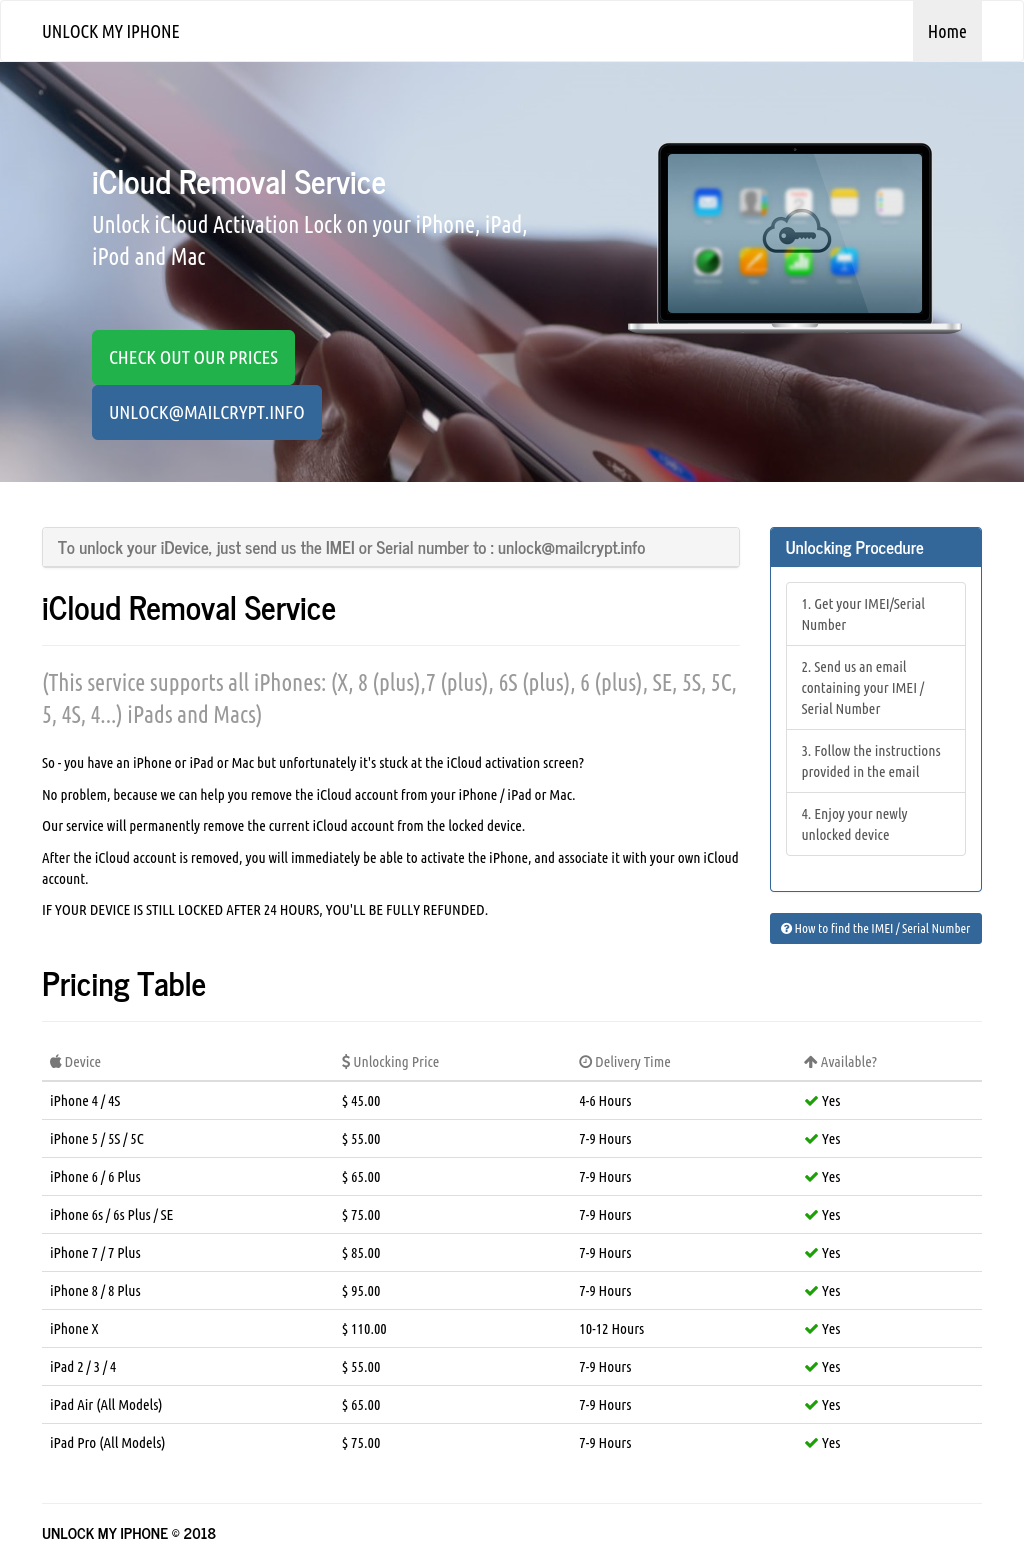 UNLOCK MY IPHONE
Home
iCloud Removal Service
Unlock iCloud Activation Lock on your iPhone, iPad,
iPod and Mac
CHECK OUT OUR PRICES
UNLOCK@MAILCRYPT.INFO
To unlock your iDevice, just send us the IMEI or Serial number to : unlock@mailcrypt.info
iCloud Removal Service
(This service supports all iPhones: (X, 8 (plus),7 (plus), 6S (plus), 6 (plus), SE, 5S, 5C,
5, 4S, 4...) iPads and Macs)
So - you have an iPhone or iPad or Mac but unfortunately it's stuck at the iCloud activation screen?
No problem, because we can help you remove the iCloud account from your iPhone / iPad or Mac.
Our service will permanently remove the current iCloud account from the locked device.
After the iCloud account is removed, you will immediately be able to activate the iPhone, and associate it with your own iCloud
account.
IF YOUR DEVICE IS STILL LOCKED AFTER 24 HOURS, YOU'LL BE FULLY REFUNDED.
Unlocking Procedure
1. Get your IMEI/Serial
Number
2. Send us an email
containing your IMEI /
Serial Number
3. Follow the instructions
provided in the email
4. Enjoy your newly
unlocked device
How to find the IMEI / Serial Number
Pricing Table
Device $ Unlocking Price Delivery Time Available?
iPhone 4 / 4S $ 45.00 4-6 Hours Yes
iPhone 5 / 5S / 5C $ 55.00 7-9 Hours Yes
iPhone 6 / 6 Plus $ 65.00 7-9 Hours Yes
iPhone 6s / 6s Plus / SE $ 75.00 7-9 Hours Yes
iPhone 7 / 7 Plus $ 85.00 7-9 Hours Yes
iPhone 8 / 8 Plus $ 95.00 7-9 Hours Yes
iPhone X $ 110.00 10-12 Hours Yes
iPad 2 / 3 / 4 $ 55.00 7-9 Hours Yes
iPad Air (All Models) $ 65.00 7-9 Hours Yes
iPad Pro (All Models) $ 75.00 7-9 Hours Yes
UNLOCK MY IPHONE © 2018